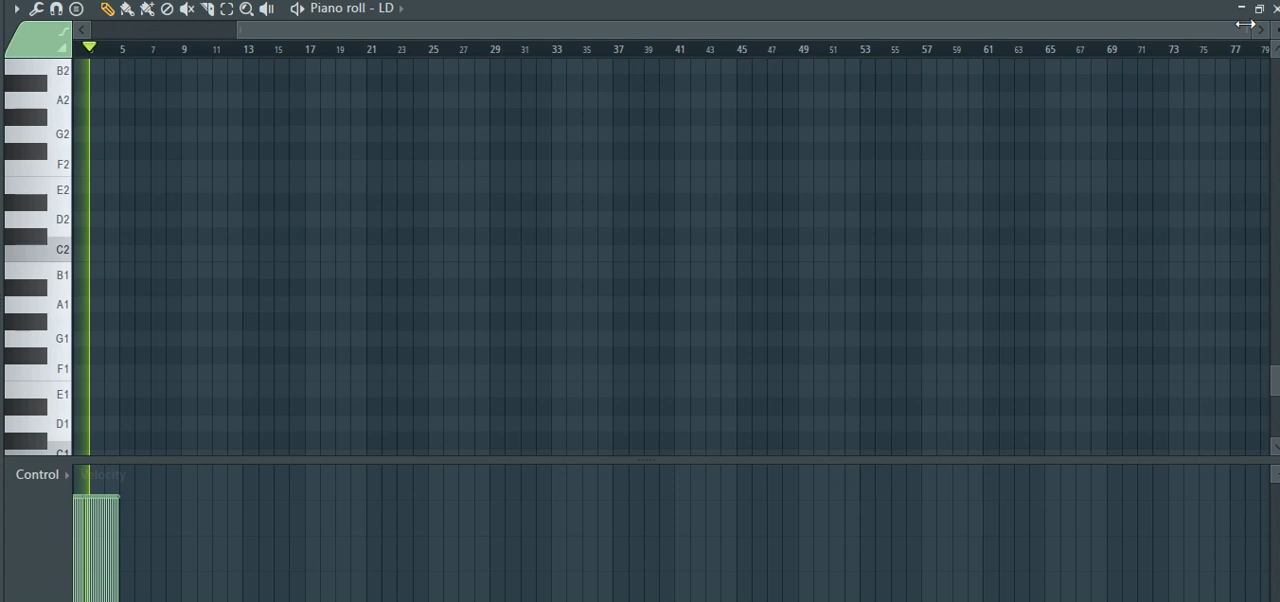 Piano roll - LD
5 7 9 11 13 15 17 19 21 23 25 27 29 31 33 35 37 39 41 43 45 47 49 51 53 55 57 59 61 63 65 67 69 71 73 75 77 79
B2
A2
G2
F2
E2
D2
C2
B1
A1
G1
F1
E1
D1
C1
Control Velocity